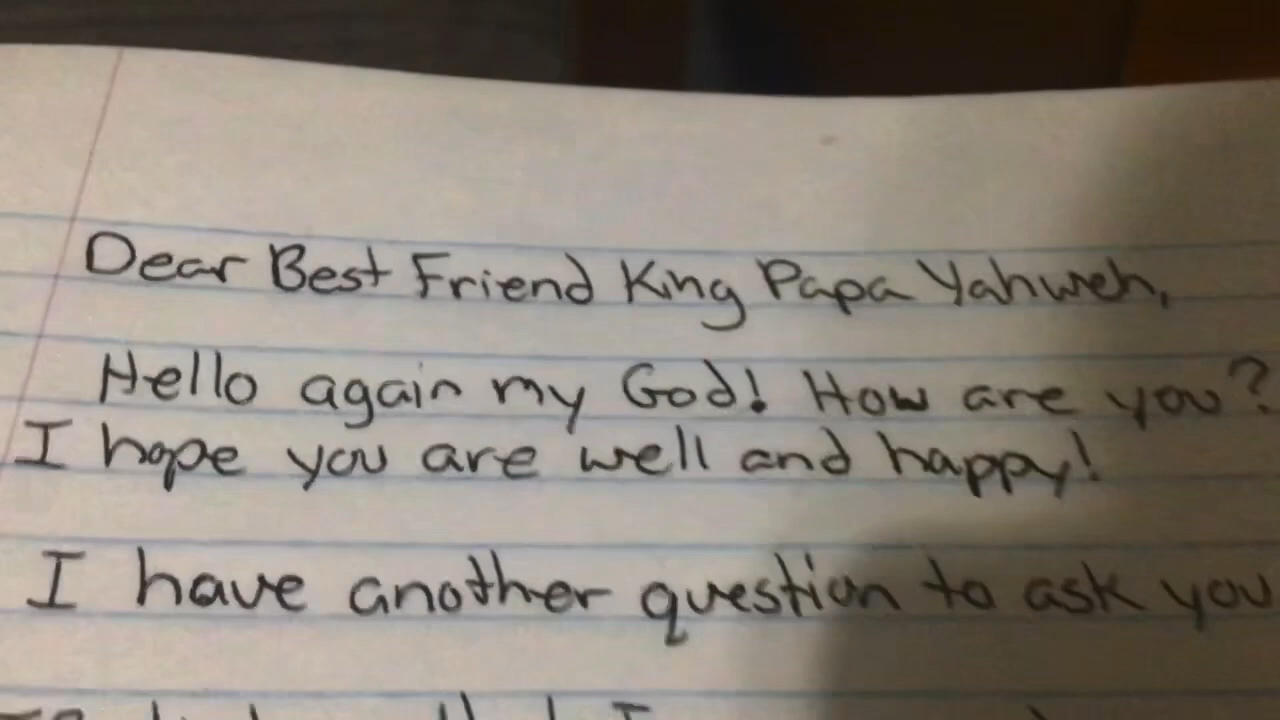 Dear Best Friend King Papa Yahweh,
Hello again my God! How are you?
I hope you are well and happy!
I have another question to ask you